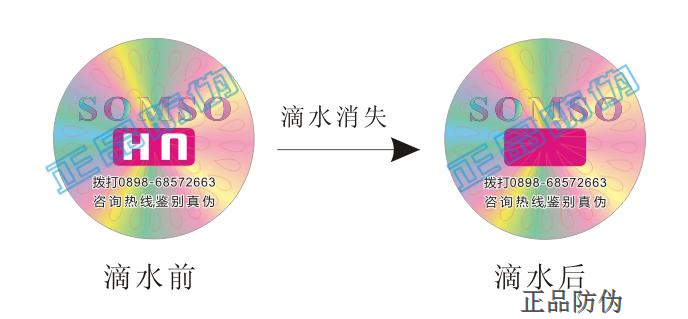 正品防伪
SOMSO
HN
拨打0898-68572663
咨询热线鉴别真伪
滴水前
滴水消失
正品防伪
SOMSO
拨打0898-68572663
咨询热线鉴别真伪
滴水后
正品防伪